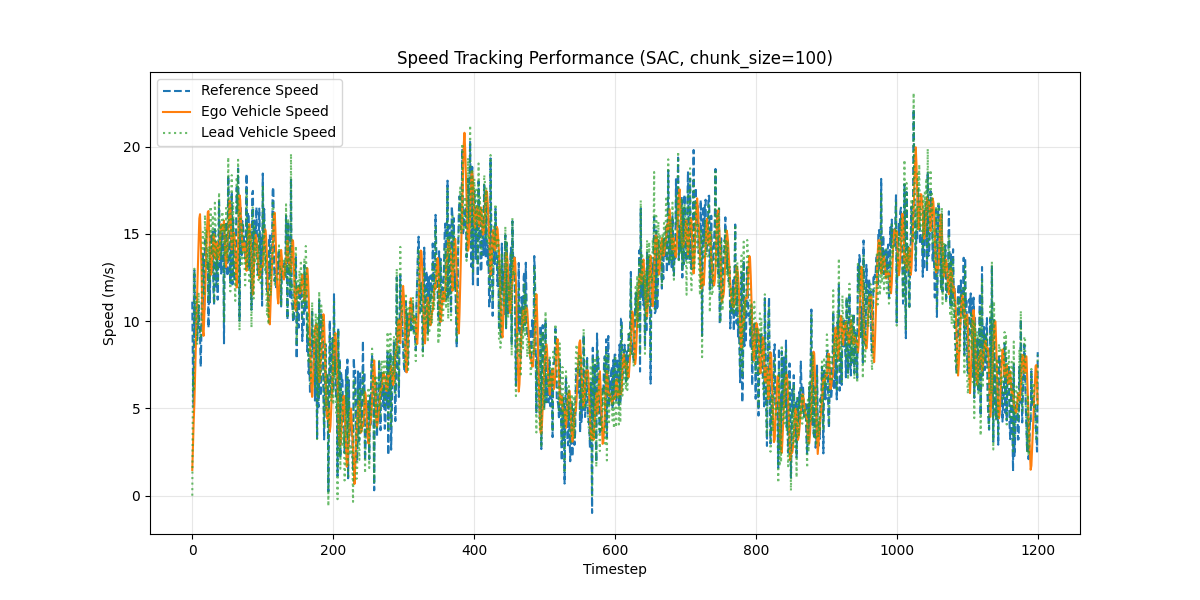 Speed Tracking Performance (SAC, chunk_size=100)
Reference Speed
Ego Vehicle Speed
Lead Vehicle Speed
Speed (m/s)
20
15
10
5
0
0 200 400 600 800 1000 1200
Timestep